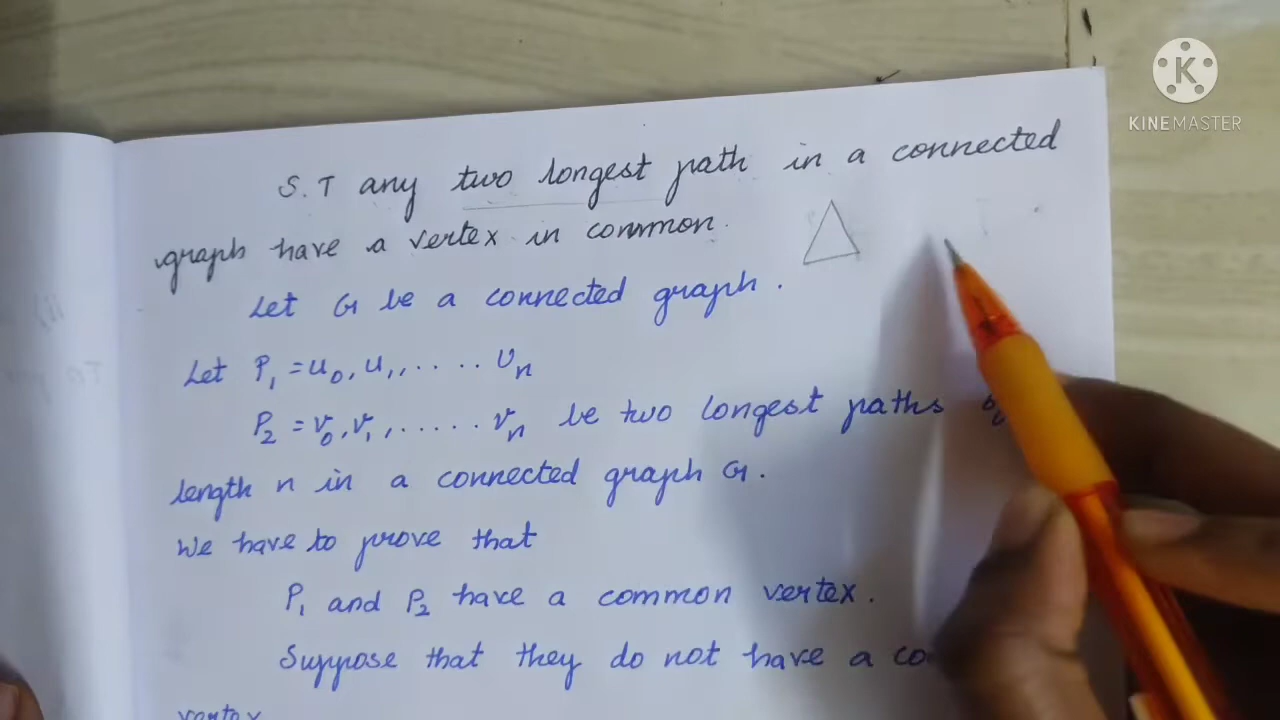 S.T any two longest path in a connected
graph have a vertex in common.
Let G be a connected graph.
Let P1 = u0, u1, ..... Un
P2 = v0, v1, ..... vn be two longest paths
length n in a connected graph G.
We have to prove that
P1 and P2 have a common vertex.
Suppose that they do not have a
vertex
KINEMASTER